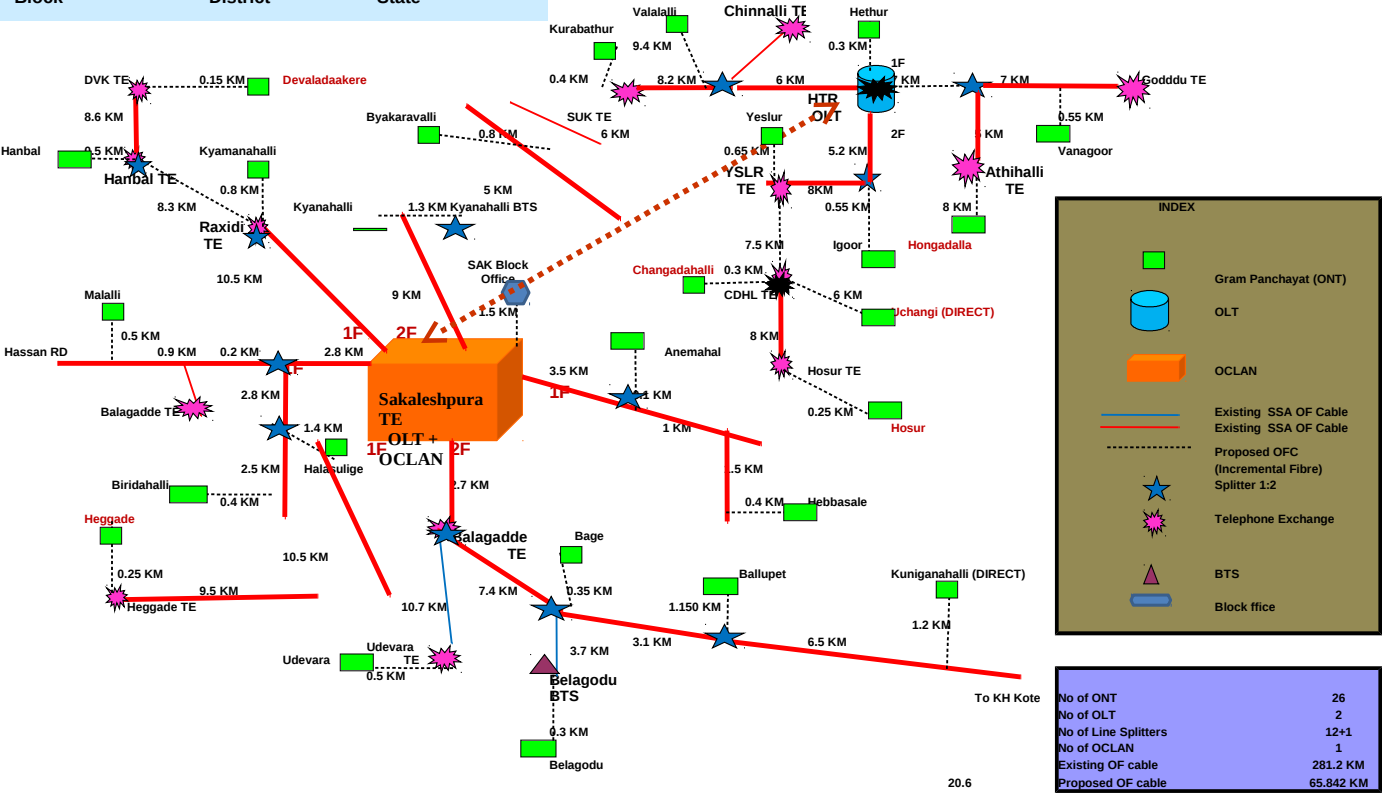 Block District State
Valalalli
Chinnalli TE
Hethur
Kurabathur
9.4 KM
0.3 KM
1F
DVK TE
0.15 KM
Devaladaakere
0.4 KM
8.2 KM
6 KM
KM
7 KM
Godddu TE
HTR
OLT
8.6 KM
Byakaravalli
0.8 KM
SUK TE
6 KM
Yeslur
2F
0.55 KM
Hanbal
0.5 KM
Kyamanahalli
0.65 KM
5.2 KM
KM
Vanagoor
Hanbal TE
0.8 KM
5 KM
YSLR
TE
8KM
Athihalli
TE
8.3 KM
Kyanahalli
1.3 KM Kyanahalli BTS
0.55 KM
8 KM
Raxidi
TE
7.5 KM
Igoor
Hongadalla
10.5 KM
SAK Block
Office
Changadahalli
0.3 KM
CDHL TE
6 KM
Uchangi (DIRECT)
Malalli
9 KM
1.5 KM
0.5 KM
1F
2F
8 KM
Hassan RD
0.9 KM
0.2 KM
2.8 KM
Anemahal
1F
3.5 KM
Hosur TE
2.8 KM
1F
0.1 KM
0.25 KM
Hosur
Balagadde TE
Sakaleshpura
TE
OLT +
OCLAN
1.4 KM
1 KM
1F
2F
Halasulige
2.5 KM
.5 KM
Biridahalli
0.4 KM
2.7 KM
0.4 KM
Hebbasale
Heggade
Balagadde
TE
Bage
10.5 KM
0.25 KM
9.5 KM
Heggade TE
10.7 KM
7.4 KM
0.35 KM
Ballupet
1.150 KM
Kuniganahalli (DIRECT)
1.2 KM
Udevara
Udevara
TE
0.5 KM
3.7 KM
3.1 KM
6.5 KM
Belagodu
BTS
To KH Kote
0.3 KM
Belagodu
20.6
INDEX
Gram Panchayat (ONT)
OLT
OCLAN
Existing SSA OF Cable
Existing SSA OF Cable
Proposed OFC
(Incremental Fibre)
Splitter 1:2
Telephone Exchange
BTS
Block ffice
No of ONT 26
No of OLT 2
No of Line Splitters 12+1
No of OCLAN 1
Existing OF cable 281.2 KM
Proposed OF cable 65.842 KM